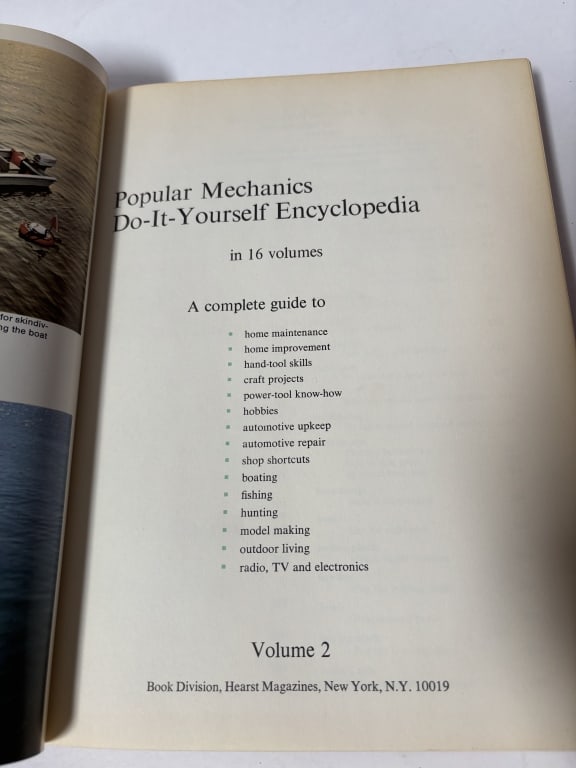 for skindiv-
ng the boat
Popular Mechanics
Do-It-Yourself Encyclopedia
in 16 volumes
A complete guide to
▪ home maintenance
▪ home improvement
▪ hand-tool skills
▪ craft projects
▪ power-tool know-how
▪ hobbies
▪ automotive upkeep
▪ automotive repair
▪ shop shortcuts
▪ boating
▪ fishing
▪ hunting
▪ model making
▪ outdoor living
▪ radio, TV and electronics
Volume 2
Book Division, Hearst Magazines, New York, N.Y. 10019